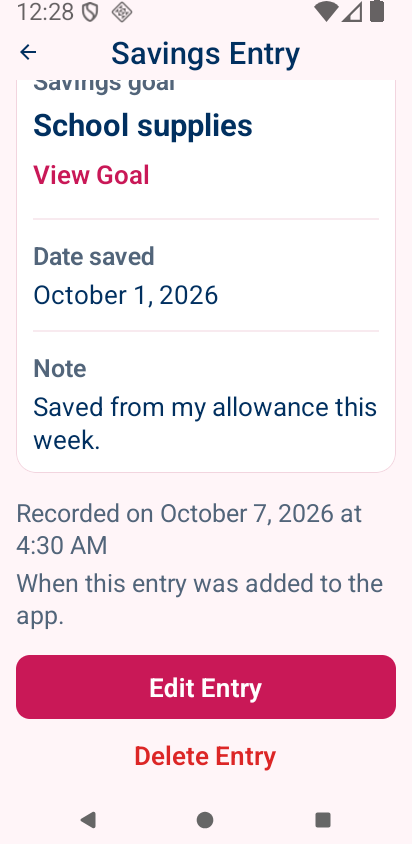 12:28
Savings Entry
Savings goal
School supplies
View Goal
Date saved
October 1, 2026
Note
Saved from my allowance this
week.
Recorded on October 7, 2026 at
4:30 AM
When this entry was added to the
app.
Edit Entry
Delete Entry